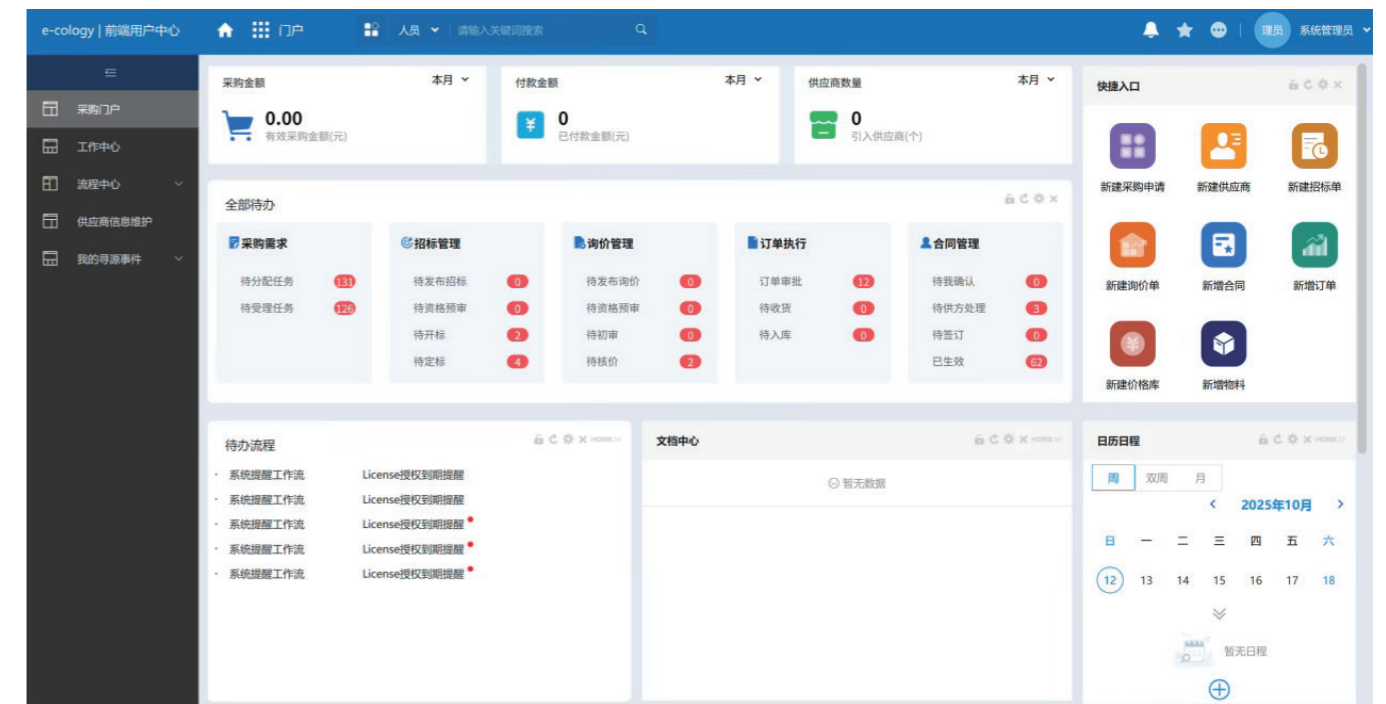 e-cology | 前端用户中心
门户
人员
请输入关键词搜索
理员
系统管理员
采购门户
工作中心
流程中心
供应商信息维护
我的寻源事件
采购金额 本月
0.00
有效采购金额(元)
付款金额 本月
0
已付款金额(元)
供应商数量 本月
0
引入供应商(个)
快捷入口
新建采购申请 新建供应商 新建招标单
新建询价单 新增合同 新增订单
新建价格库 新增物料
全部待办
采购需求
待分配任务 131
待受理任务 126
招标管理
待发布招标 0
待资格预审 0
待开标 2
待定标 4
询价管理
待发布询价 0
待资格预审 0
待初审 0
待核价 2
订单执行
订单审批 12
待收货 0
待入库 0
合同管理
待我确认 0
待供方处理 3
待签订 0
已生效 62
待办流程 MORE>>
· 系统提醒工作流 License授权到期提醒
· 系统提醒工作流 License授权到期提醒
· 系统提醒工作流 License授权到期提醒
· 系统提醒工作流 License授权到期提醒
· 系统提醒工作流 License授权到期提醒
文档中心 MORE>>
暂无数据
日历日程 MORE>>
周 双周 月
2025年10月
日 一 二 三 四 五 六
12 13 14 15 16 17 18
暂无日程